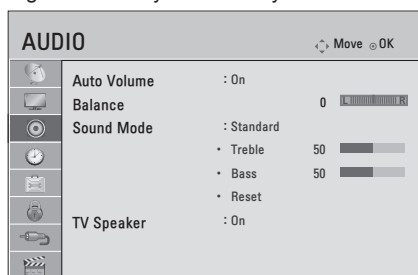 AUDIO Move OK
Auto Volume : On
Balance 0 L R
Sound Mode : Standard
• Treble 50
• Bass 50
• Reset
TV Speaker : On